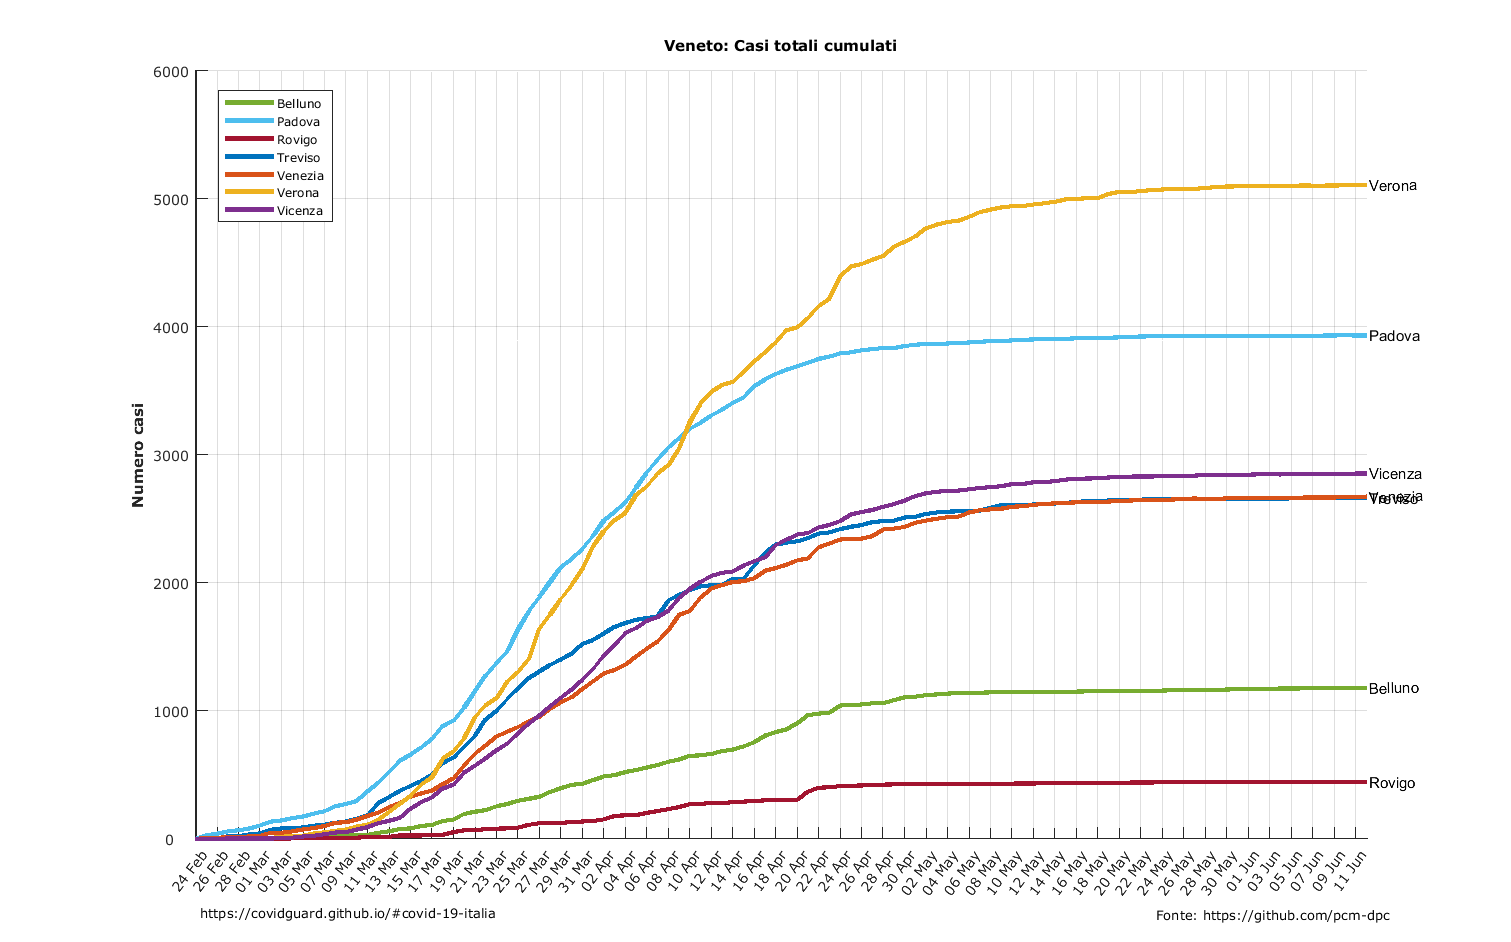 Veneto: Casi totali cumulati
Numero casi
6000
5000
4000
3000
2000
1000
0
Belluno
Padova
Rovigo
Treviso
Venezia
Verona
Vicenza
Verona
Padova
Vicenza
Venezia
Treviso
Belluno
Rovigo
24 Feb
26 Feb
28 Feb
01 Mar
03 Mar
05 Mar
07 Mar
09 Mar
11 Mar
13 Mar
15 Mar
17 Mar
19 Mar
21 Mar
23 Mar
25 Mar
27 Mar
29 Mar
31 Mar
02 Apr
04 Apr
06 Apr
08 Apr
10 Apr
12 Apr
14 Apr
16 Apr
18 Apr
20 Apr
22 Apr
24 Apr
26 Apr
28 Apr
30 Apr
02 May
04 May
06 May
08 May
10 May
12 May
14 May
16 May
18 May
20 May
22 May
24 May
26 May
28 May
30 May
01 Jun
03 Jun
05 Jun
07 Jun
09 Jun
11 Jun
https://covidguard.github.io/#covid-19-italia
Fonte: https://github.com/pcm-dpc